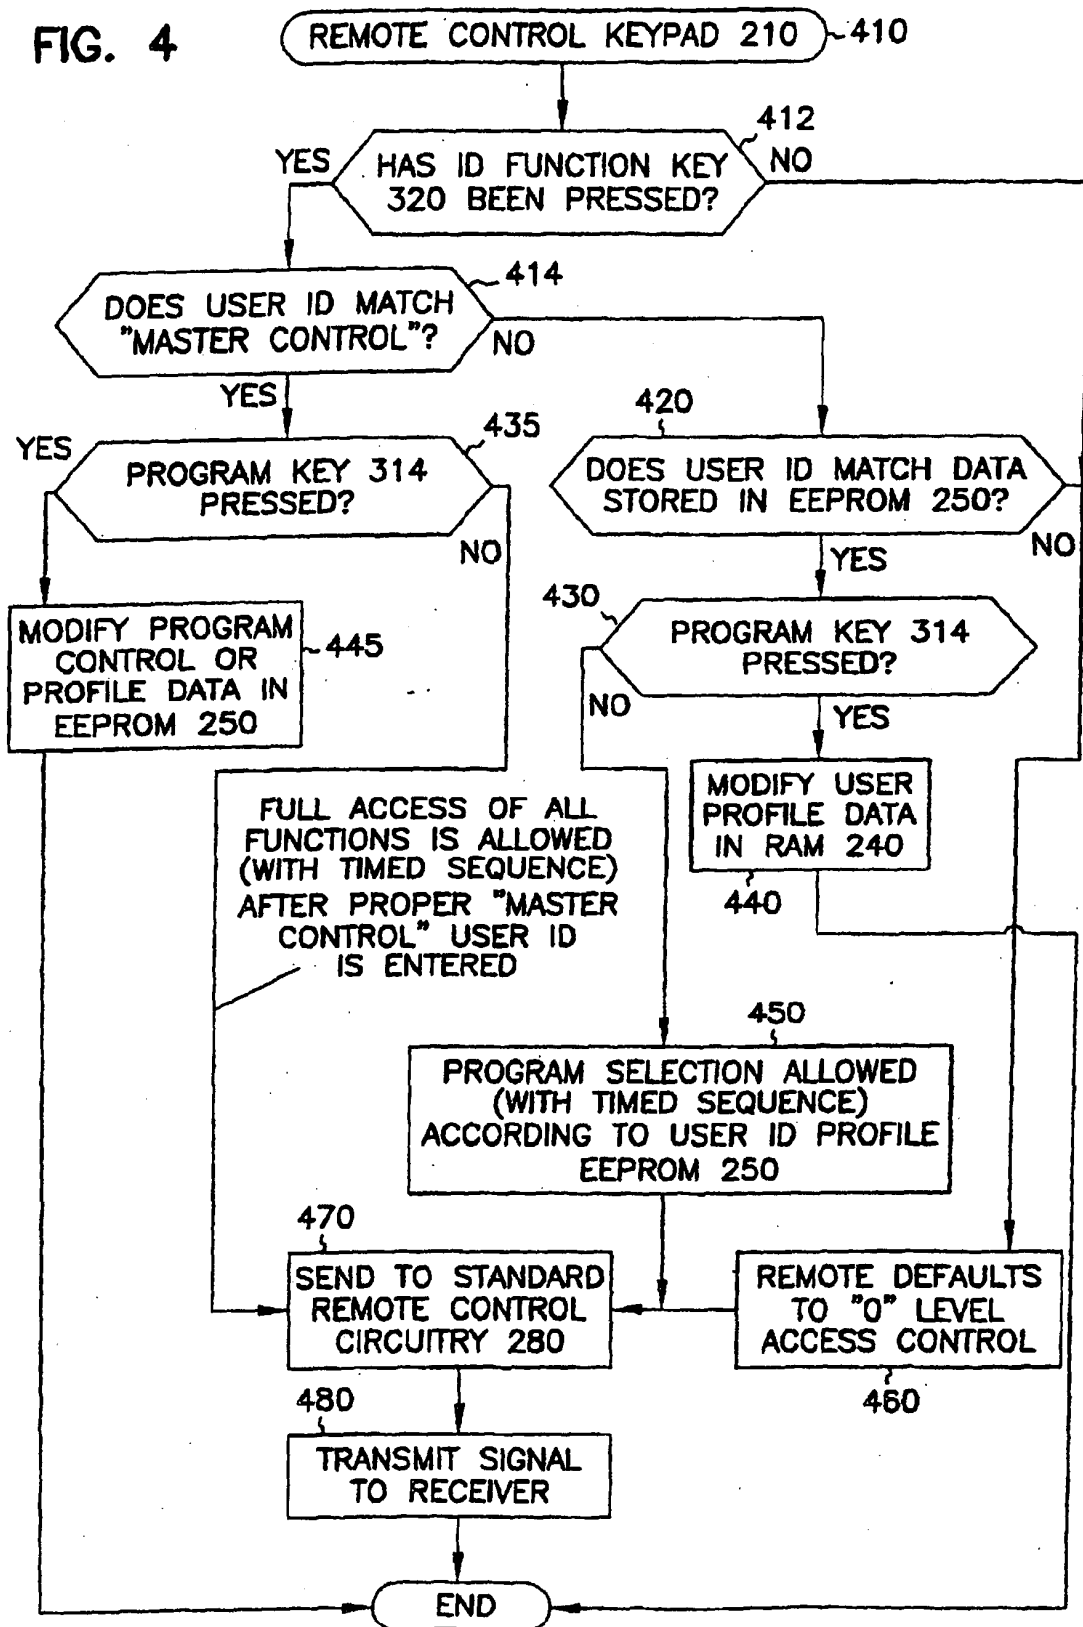 FIG. 4
REMOTE CONTROL KEYPAD 210
410
412
HAS ID FUNCTION KEY
320 BEEN PRESSED?
YES
NO
414
DOES USER ID MATCH
"MASTER CONTROL"?
NO
YES
420
DOES USER ID MATCH DATA
STORED IN EEPROM 250?
NO
YES
435
YES
PROGRAM KEY 314
PRESSED?
NO
430
PROGRAM KEY 314
PRESSED?
NO
YES
MODIFY PROGRAM
CONTROL OR
PROFILE DATA IN
EEPROM 250
445
MODIFY USER
PROFILE DATA
IN RAM 240
440
FULL ACCESS OF ALL
FUNCTIONS IS ALLOWED
(WITH TIMED SEQUENCE)
AFTER PROPER "MASTER
CONTROL" USER ID
IS ENTERED
450
PROGRAM SELECTION ALLOWED
(WITH TIMED SEQUENCE)
ACCORDING TO USER ID PROFILE
EEPROM 250
470
SEND TO STANDARD
REMOTE CONTROL
CIRCUITRY 280
REMOTE DEFAULTS
TO "0" LEVEL
ACCESS CONTROL
460
480
TRANSMIT SIGNAL
TO RECEIVER
END